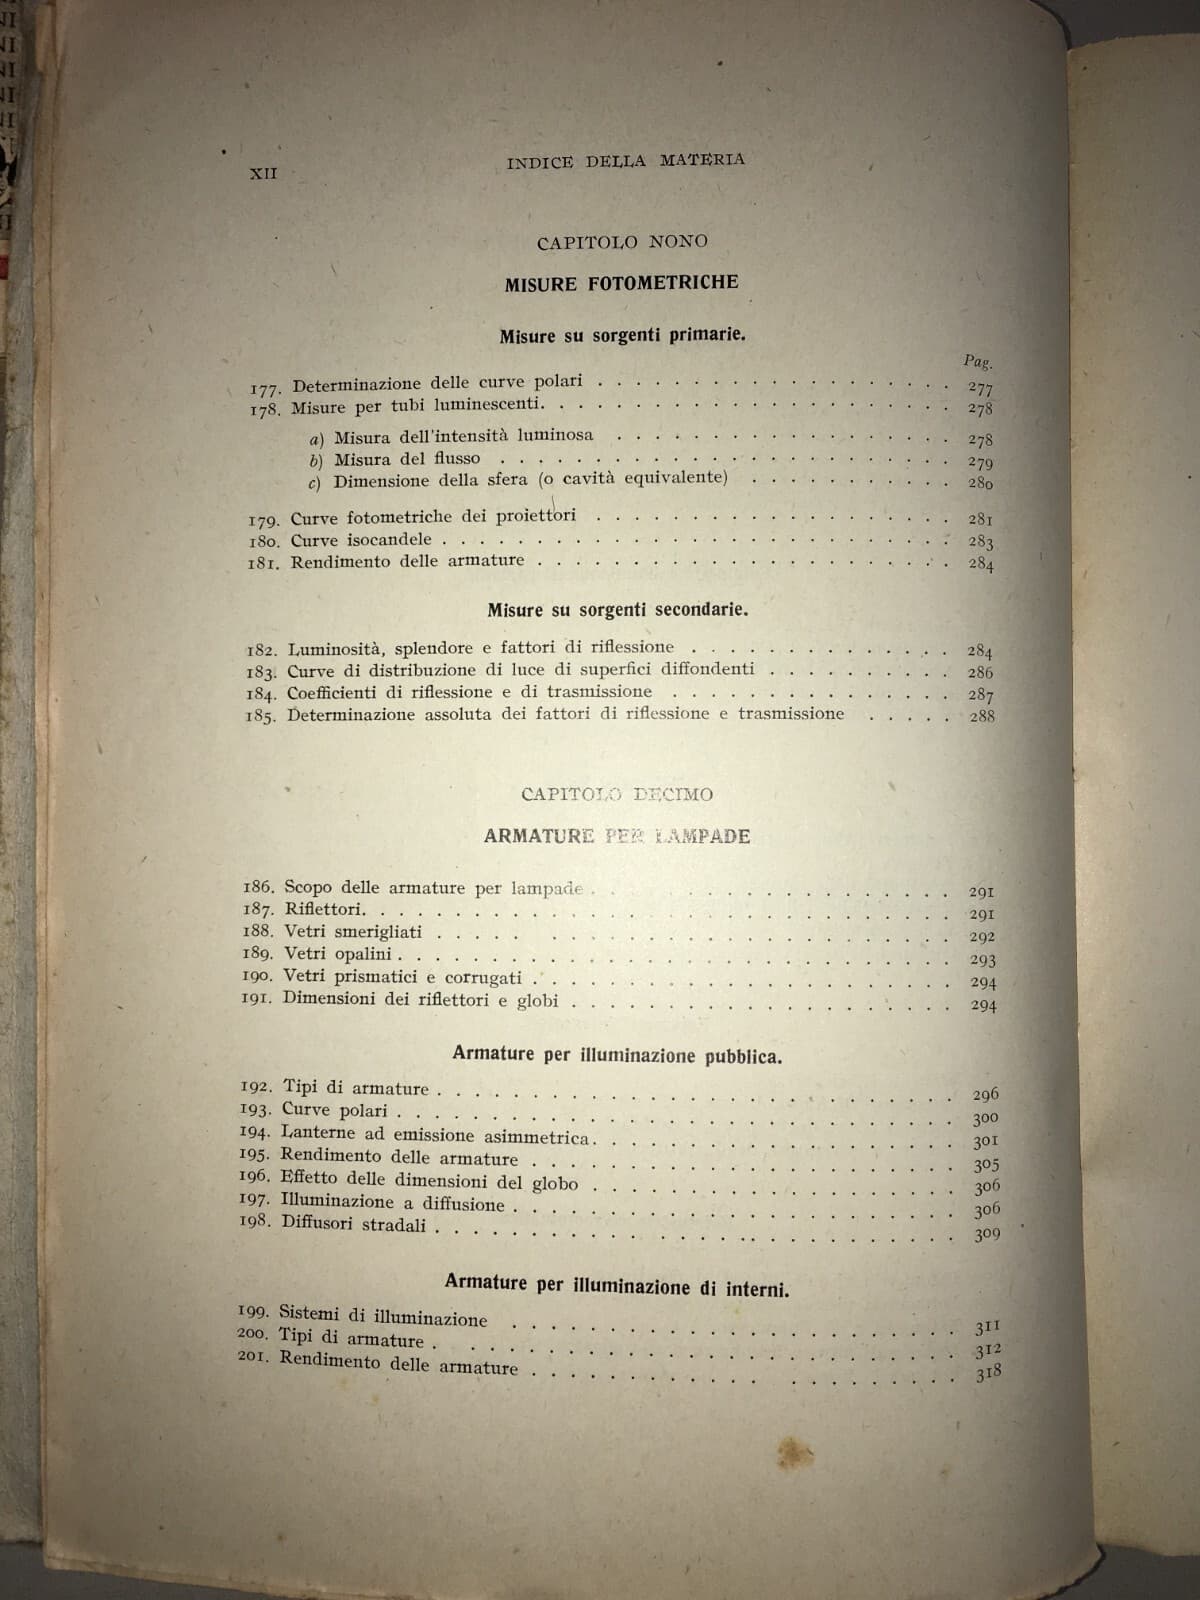 XII
INDICE DELLA MATERIA
CAPITOLO NONO
MISURE FOTOMETRICHE
Misure su sorgenti primarie.
Pag.
177. Determinazione delle curve polari . . . . . . . . . . . . . . . . . . . 277
178. Misure per tubi luminescenti. . . . . . . . . . . . . . . . . . . . . . 278
a) Misura dell'intensità luminosa . . . . . . . . . . . . . . . . . . 278
b) Misura del flusso . . . . . . . . . . . . . . . . . . . . . . . . 279
c) Dimensione della sfera (o cavità equivalente) . . . . . . . . . . . 280
179. Curve fotometriche dei proiettori . . . . . . . . . . . . . . . . . . . 281
180. Curve isocandele . . . . . . . . . . . . . . . . . . . . . . . . . . . 283
181. Rendimento delle armature . . . . . . . . . . . . . . . . . . . . . . 284
Misure su sorgenti secondarie.
182. Luminosità, splendore e fattori di riflessione . . . . . . . . . . . . . . 284
183. Curve di distribuzione di luce di superfici diffondenti . . . . . . . . . . 286
184. Coefficienti di riflessione e di trasmissione . . . . . . . . . . . . . . . 287
185. Determinazione assoluta dei fattori di riflessione e trasmissione . . . . . 288
CAPITOLO DECIMO
ARMATURE PER LAMPADE
186. Scopo delle armature per lampade . . . . . . . . . . . . . . . . . . . 291
187. Riflettori. . . . . . . . . . . . . . . . . . . . . . . . . . . . . . . 291
188. Vetri smerigliati . . . . . . . . . . . . . . . . . . . . . . . . . . . 292
189. Vetri opalini . . . . . . . . . . . . . . . . . . . . . . . . . . . . . 293
190. Vetri prismatici e corrugati . . . . . . . . . . . . . . . . . . . . . . 294
191. Dimensioni dei riflettori e globi . . . . . . . . . . . . . . . . . . . . 294
Armature per illuminazione pubblica.
192. Tipi di armature . . . . . . . . . . . . . . . . . . . . . . . . . . . 296
193. Curve polari . . . . . . . . . . . . . . . . . . . . . . . . . . . . . 300
194. Lanterne ad emissione asimmetrica. . . . . . . . . . . . . . . . . . . 301
195. Rendimento delle armature . . . . . . . . . . . . . . . . . . . . . . 305
196. Effetto delle dimensioni del globo . . . . . . . . . . . . . . . . . . . 306
197. Illuminazione a diffusione . . . . . . . . . . . . . . . . . . . . . . . 306
198. Diffusori stradali . . . . . . . . . . . . . . . . . . . . . . . . . . . 309
Armature per illuminazione di interni.
199. Sistemi di illuminazione . . . . . . . . . . . . . . . . . . . . . . . 311
200. Tipi di armature . . . . . . . . . . . . . . . . . . . . . . . . . . . 312
201. Rendimento delle armature . . . . . . . . . . . . . . . . . . . . . . 318